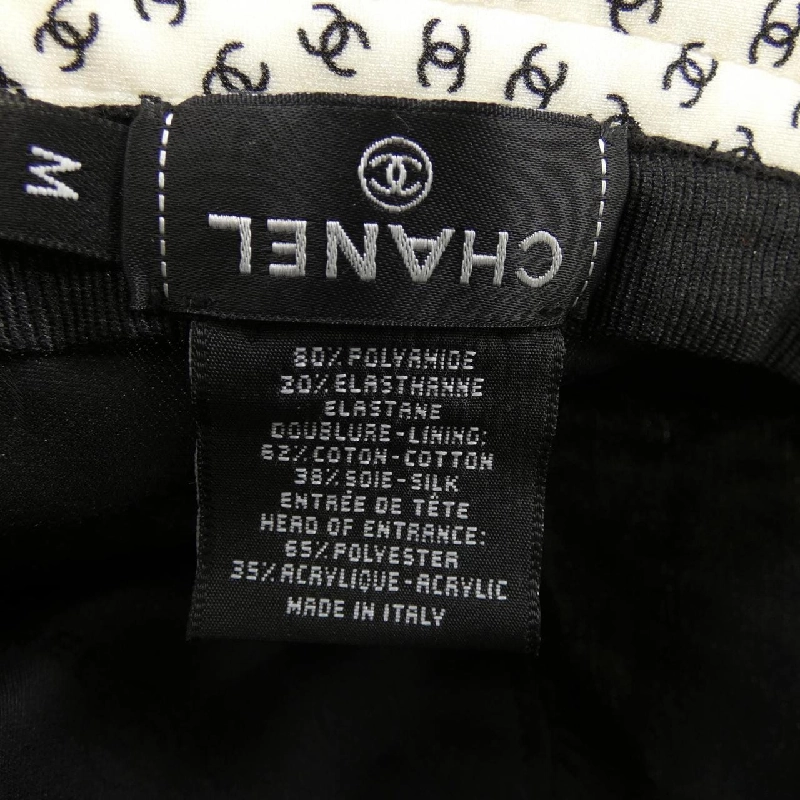 M
CHANEL
80% POLYAMIDE
20% ELASTHANNE
ELASTANE
DOUBLURE-LINING:
62% COTON-COTTON
38% SOIE-SILK
ENTRÉE DE TÊTE
HEAD OF ENTRANCE:
65% POLYESTER
35% ACRYLIQUE-ACRYLIC
MADE IN ITALY